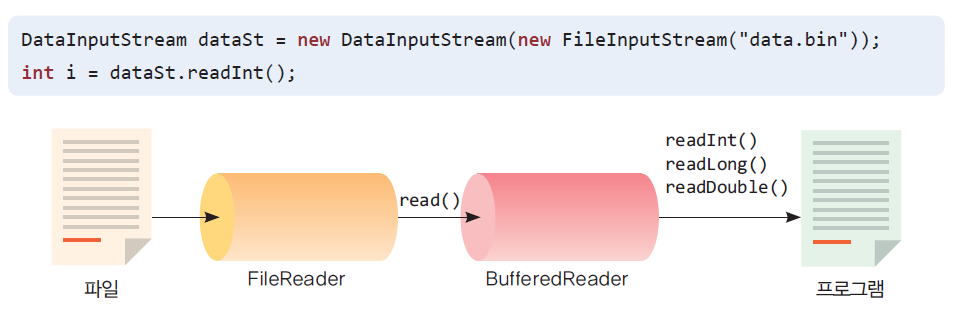 DataInputStream dataSt = new DataInputStream(new FileInputStream("data.bin"));
int i = dataSt.readInt();
readInt()
readLong()
readDouble()
read()
FileReader
BufferedReader
파일
프로그램